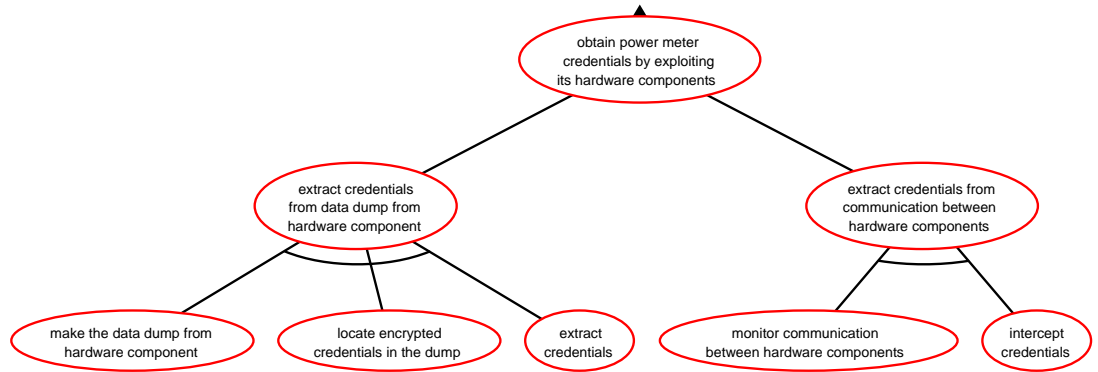 obtain power meter
credentials by exploiting
its hardware components
extract credentials
from data dump from
hardware component
extract credentials from
communication between
hardware components
make the data dump from
hardware component
locate encrypted
credentials in the dump
extract
credentials
monitor communication
between hardware components
intercept
credentials